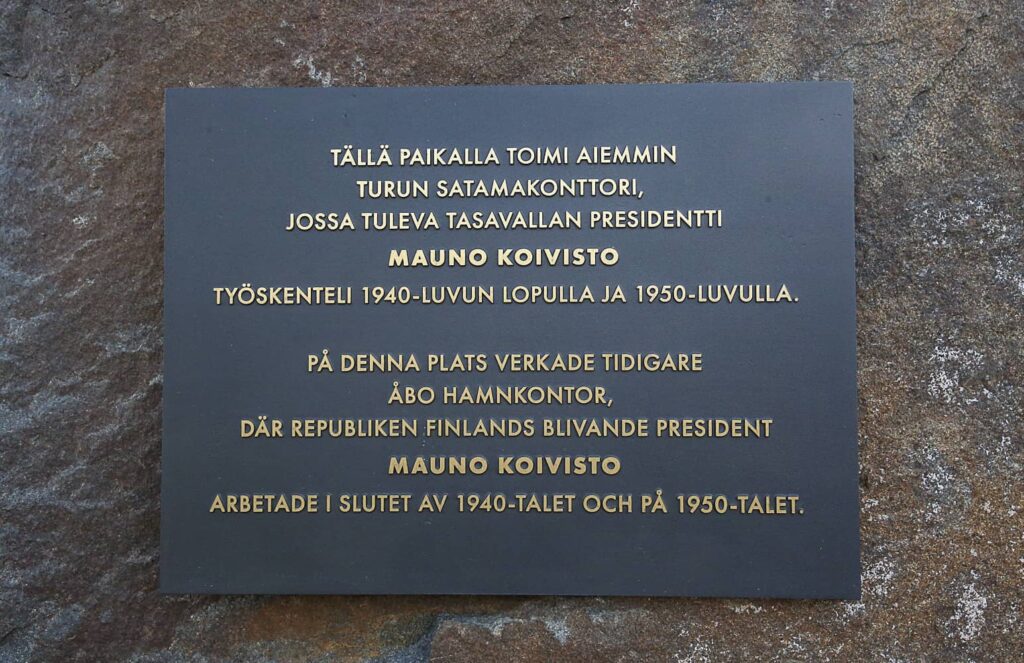 TÄLLÄ PAIKALLA TOIMI AIEMMIN
TURUN SATAMAKONTTORI,
JOSSA TULEVA TASAVALLAN PRESIDENTTI
MAUNO KOIVISTO
TYÖSKENTELI 1940-LUVUN LOPULLA JA 1950-LUVULLA.
PÅ DENNA PLATS VERKADE TIDIGARE
ÅBO HAMNKONTOR,
DÄR REPUBLIKEN FINLANDS BLIVANDE PRESIDENT
MAUNO KOIVISTO
ARBETADE I SLUTET AV 1940-TALET OCH PÅ 1950-TALET.